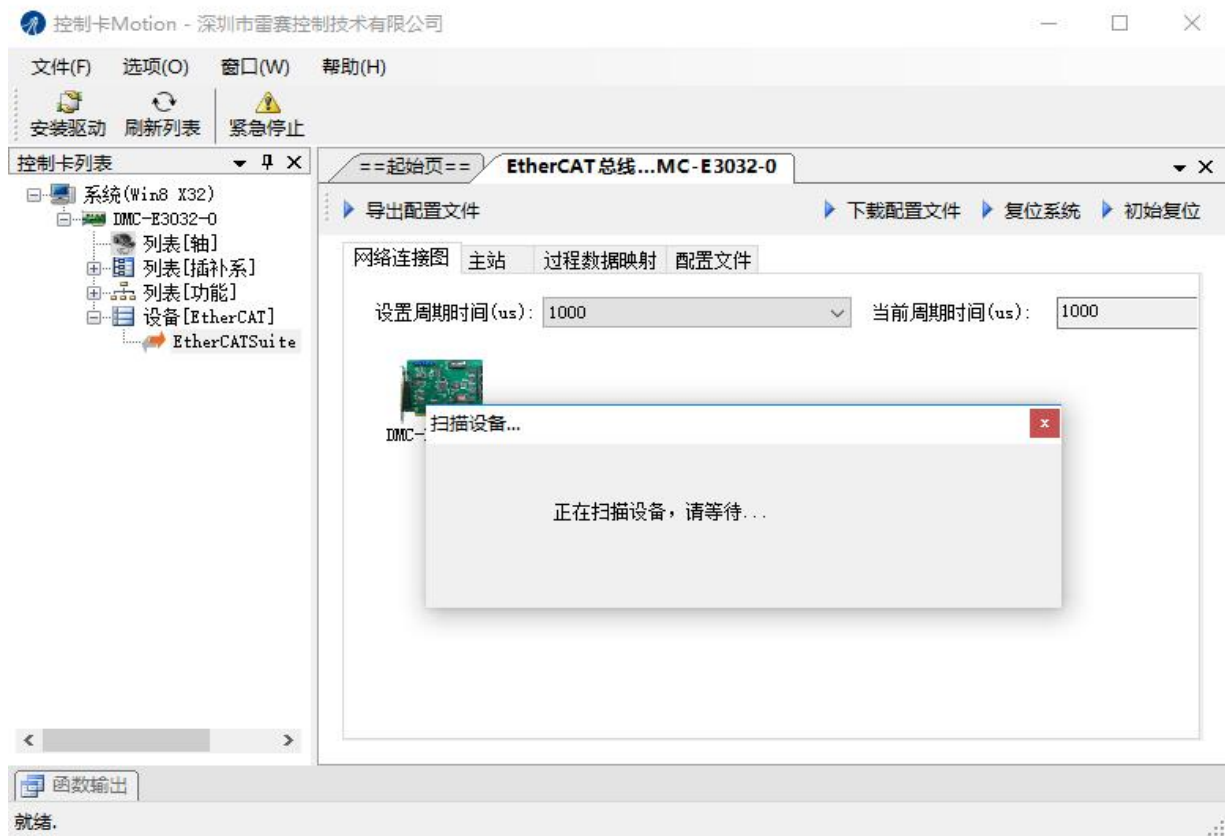 控制卡Motion - 深圳市雷赛控制技术有限公司
文件(F) 选项(O) 窗口(W) 帮助(H)
安装驱动 刷新列表 紧急停止
控制卡列表
系统(Win8 X32)
DMC-E3032-0
列表[轴]
列表[插补系]
列表[功能]
设备[EtherCAT]
EtherCATSuite
==起始页== EtherCAT总线...MC-E3032-0
导出配置文件 下载配置文件 复位系统 初始复位
网络连接图 主站 过程数据映射 配置文件
设置周期时间(us): 1000 当前周期时间(us): 1000
DMC-
扫描设备...
正在扫描设备，请等待...
函数输出
就绪.